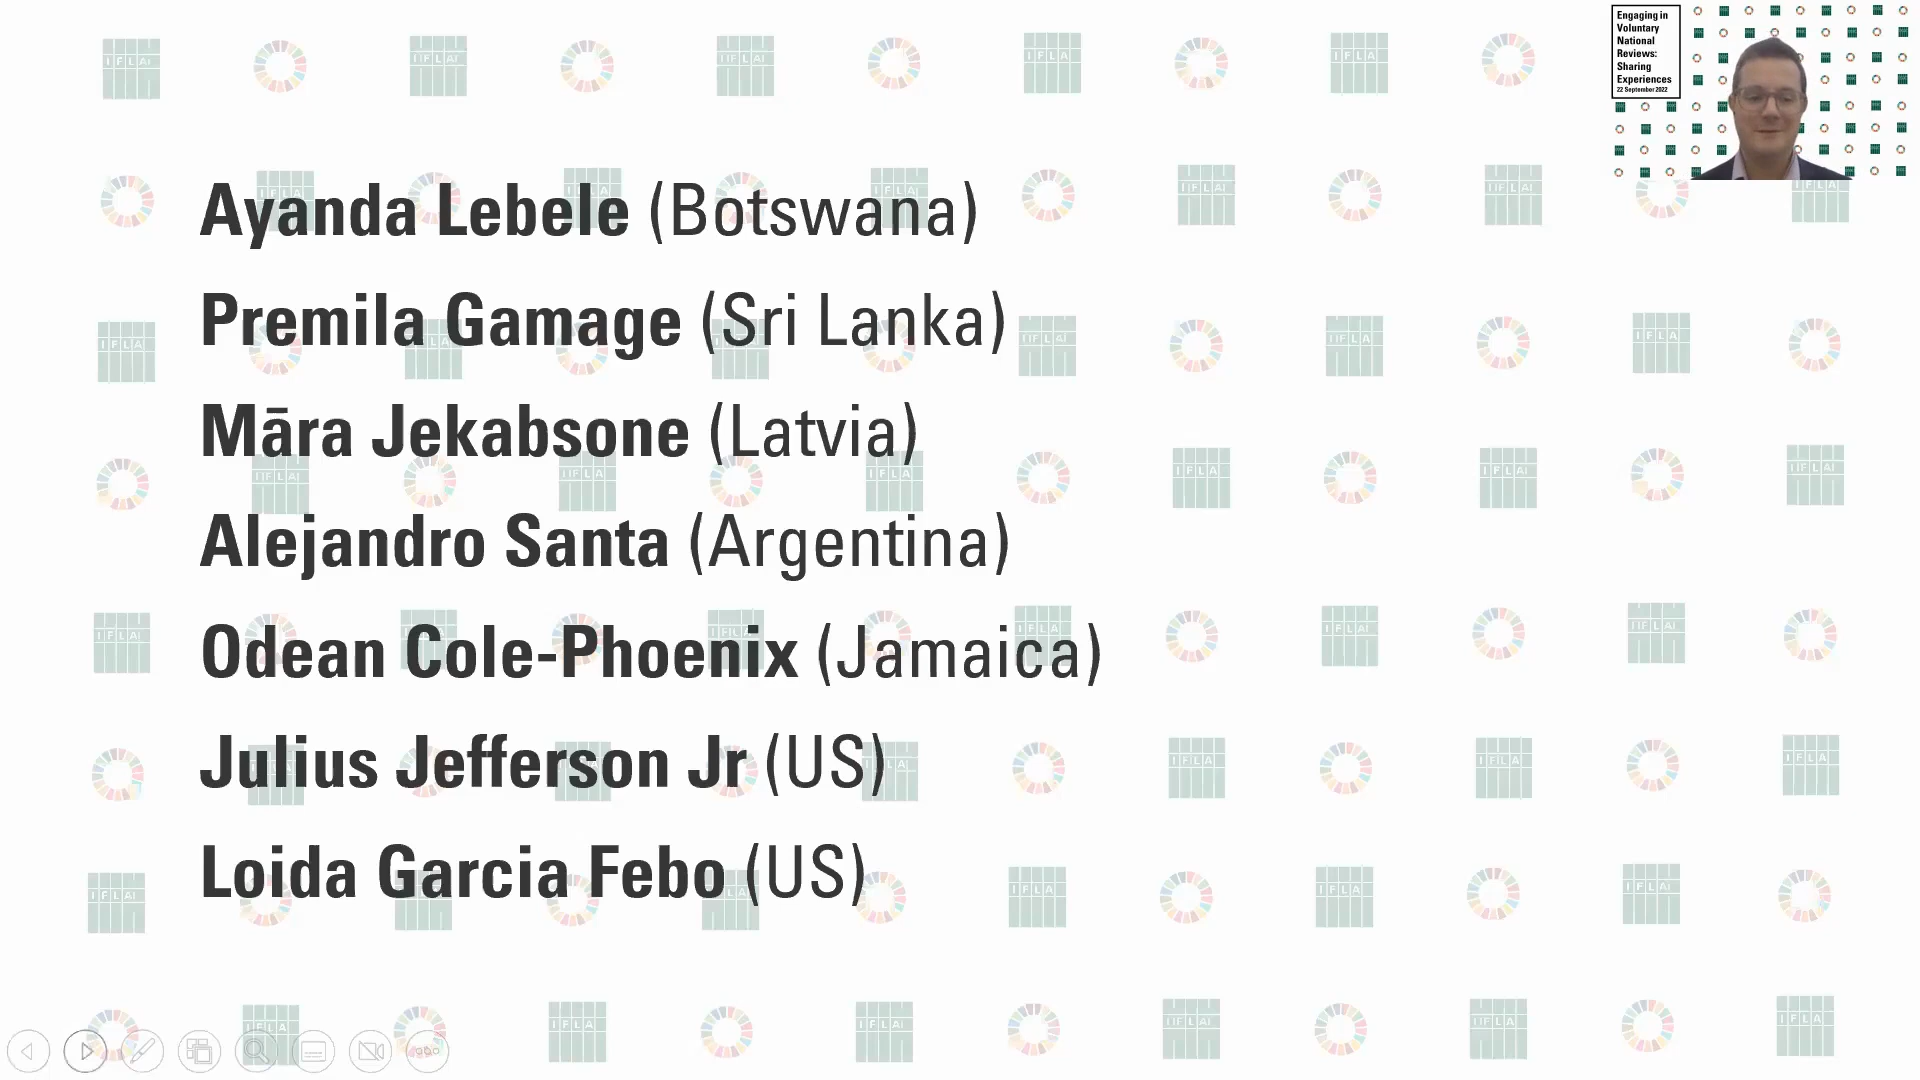 Engaging in
Voluntary
National
Reviews:
Sharing
Experiences
22 September 2022
Ayanda Lebele (Botswana)
Premila Gamage (Sri Lanka)
Māra Jekabsone (Latvia)
Alejandro Santa (Argentina)
Odean Cole-Phoenix (Jamaica)
Julius Jefferson Jr (US)
Loida Garcia Febo (US)
IFLA